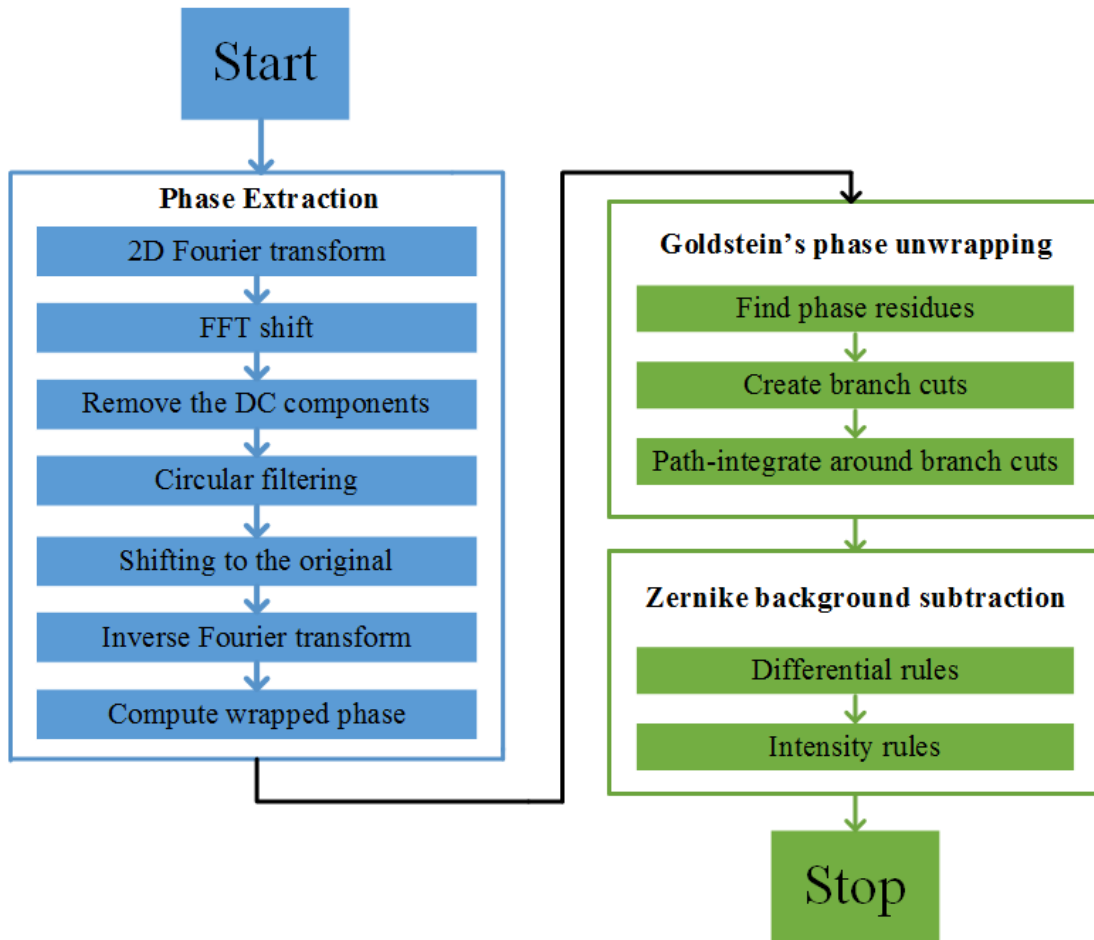 Start
Phase Extraction
2D Fourier transform
FFT shift
Remove the DC components
Circular filtering
Shifting to the original
Inverse Fourier transform
Compute wrapped phase
Goldstein’s phase unwrapping
Find phase residues
Create branch cuts
Path-integrate around branch cuts
Zernike background subtraction
Differential rules
Intensity rules
Stop